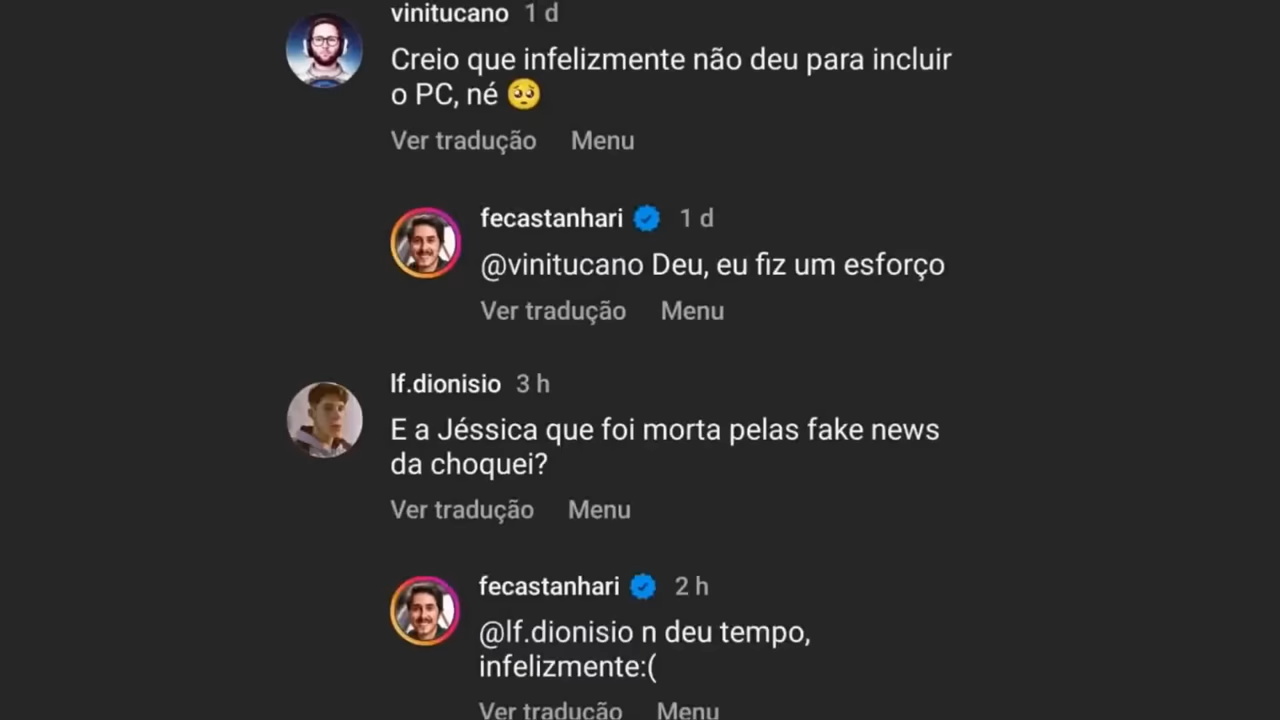 vinitucano 1 d
Creio que infelizmente não deu para incluir
o PC, né 🥺
Ver tradução Menu
fecastanhari 1 d
@vinitucano Deu, eu fiz um esforço
Ver tradução Menu
lf.dionisio 3 h
E a Jéssica que foi morta pelas fake news
da choquei?
Ver tradução Menu
fecastanhari 2 h
@lf.dionisio n deu tempo,
infelizmente:(
Ver tradução Menu